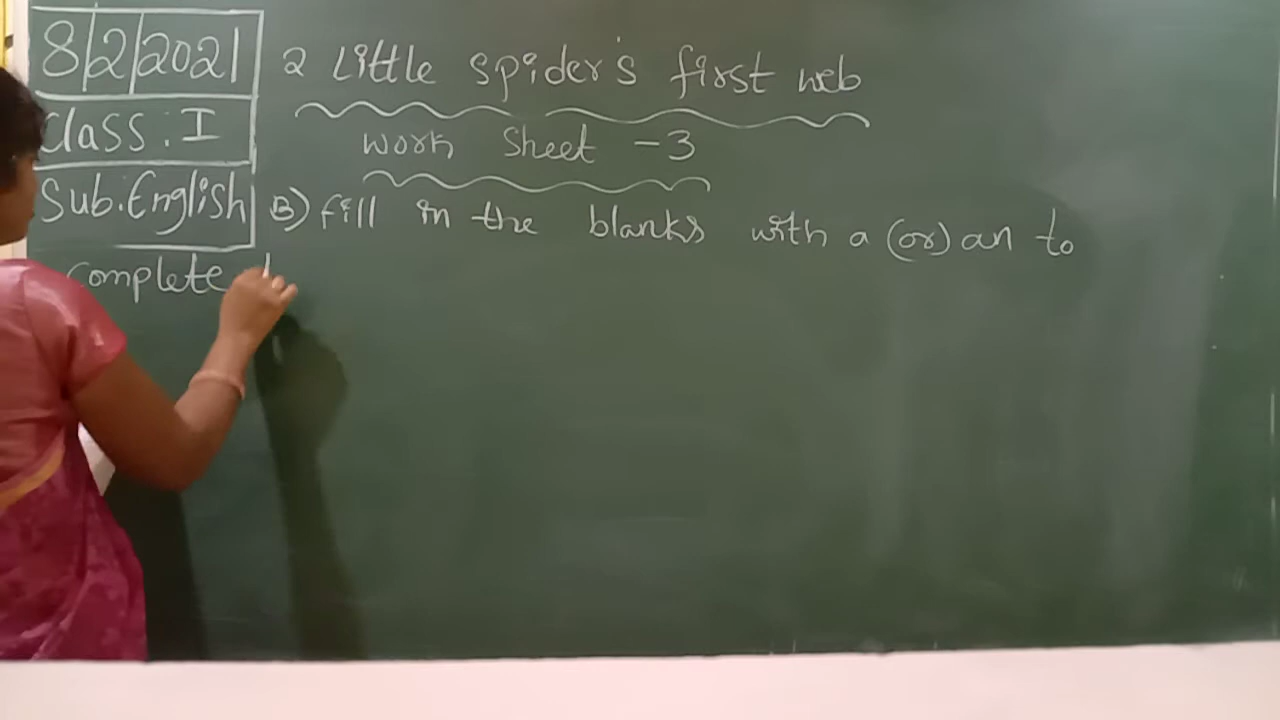 8/2/2021
Class : I
Sub. English
2 Little spider's first web
work sheet - 3
B) fill in the blanks with a (or) an to
complete